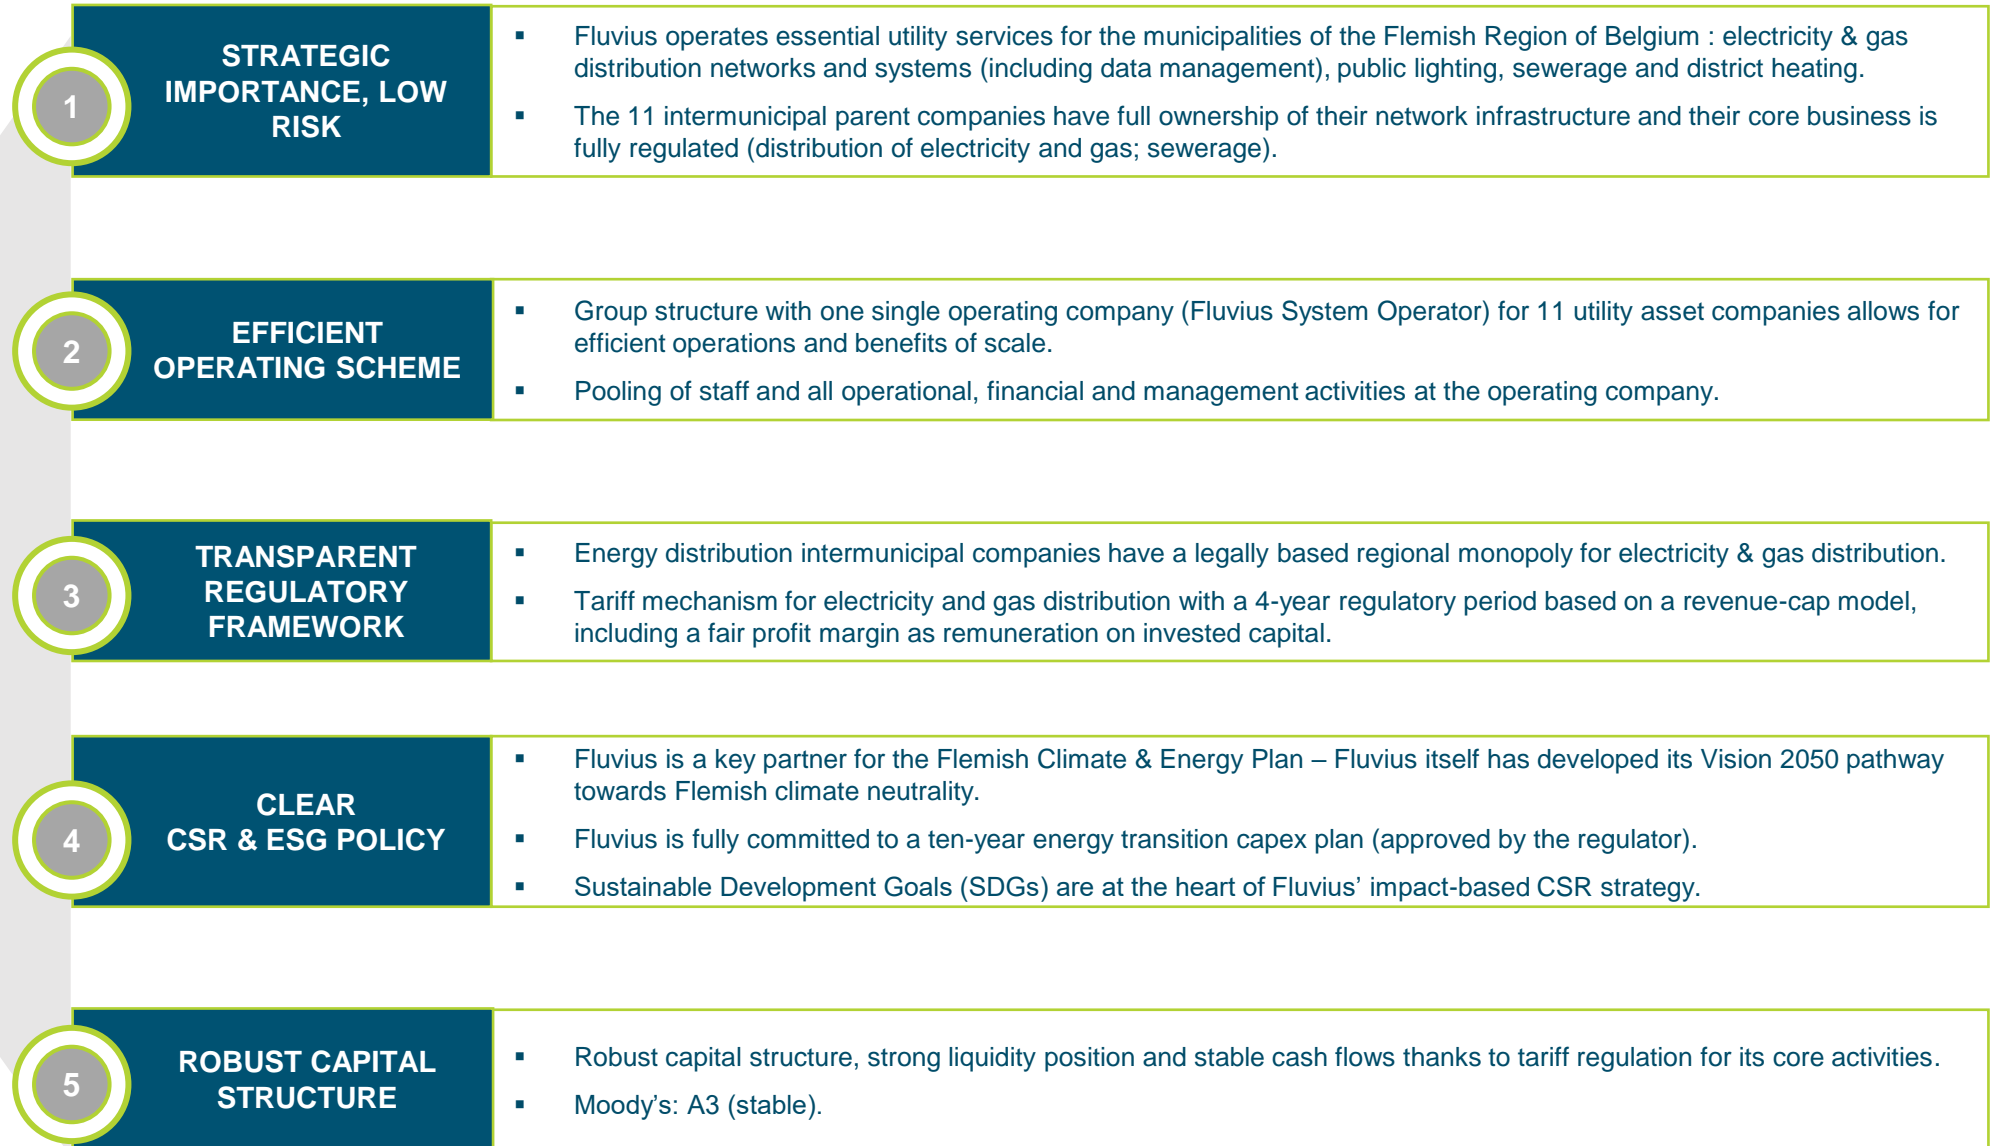 1
STRATEGIC
IMPORTANCE, LOW
RISK
▪ Fluvius operates essential utility services for the municipalities of the Flemish Region of Belgium : electricity & gas
distribution networks and systems (including data management), public lighting, sewerage and district heating.
▪ The 11 intermunicipal parent companies have full ownership of their network infrastructure and their core business is
fully regulated (distribution of electricity and gas; sewerage).
2
EFFICIENT
OPERATING SCHEME
▪ Group structure with one single operating company (Fluvius System Operator) for 11 utility asset companies allows for
efficient operations and benefits of scale.
▪ Pooling of staff and all operational, financial and management activities at the operating company.
3
TRANSPARENT
REGULATORY
FRAMEWORK
▪ Energy distribution intermunicipal companies have a legally based regional monopoly for electricity & gas distribution.
▪ Tariff mechanism for electricity and gas distribution with a 4-year regulatory period based on a revenue-cap model,
including a fair profit margin as remuneration on invested capital.
4
CLEAR
CSR & ESG POLICY
▪ Fluvius is a key partner for the Flemish Climate & Energy Plan – Fluvius itself has developed its Vision 2050 pathway
towards Flemish climate neutrality.
▪ Fluvius is fully committed to a ten-year energy transition capex plan (approved by the regulator).
▪ Sustainable Development Goals (SDGs) are at the heart of Fluvius’ impact-based CSR strategy.
5
ROBUST CAPITAL
STRUCTURE
▪ Robust capital structure, strong liquidity position and stable cash flows thanks to tariff regulation for its core activities.
▪ Moody’s: A3 (stable).